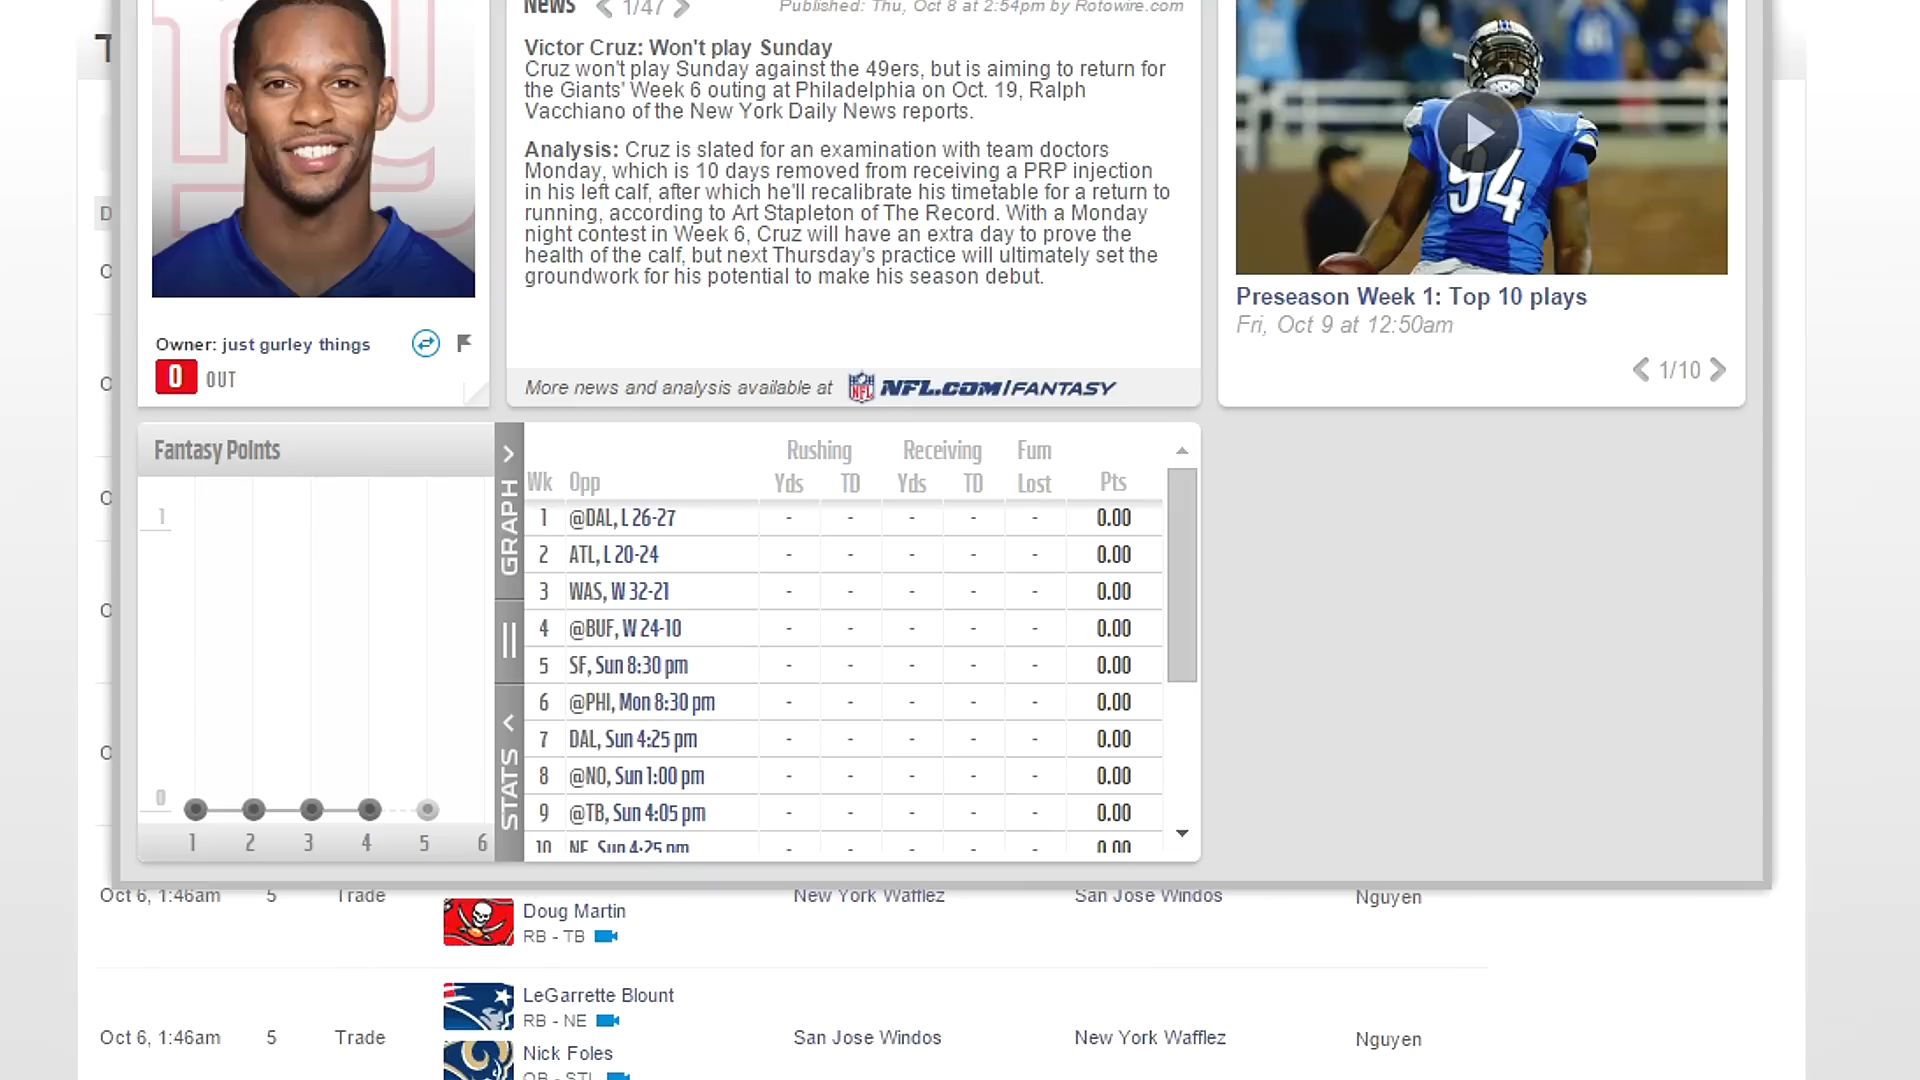 News 1/47 Published: Thu, Oct 8 at 2:54pm by Rotowire.com
Victor Cruz: Won't play Sunday
Cruz won't play Sunday against the 49ers, but is aiming to return for
the Giants' Week 6 outing at Philadelphia on Oct. 19, Ralph
Vacchiano of the New York Daily News reports.
Analysis: Cruz is slated for an examination with team doctors
Monday, which is 10 days removed from receiving a PRP injection
in his left calf, after which he'll recalibrate his timetable for a return to
running, according to Art Stapleton of The Record. With a Monday
night contest in Week 6, Cruz will have an extra day to prove the
health of the calf, but next Thursday's practice will ultimately set the
groundwork for his potential to make his season debut.
More news and analysis available at NFL NFL.COM/FANTASY
94
Preseason Week 1: Top 10 plays
Fri, Oct 9 at 12:50am
1/10
Owner: just gurley things
0 OUT
Fantasy Points
1
0
1 2 3 4 5 6
GRAPH
STATS
Rushing Receiving Fum
Wk Opp Yds TD Yds TD Lost Pts
1 @DAL, L 26-27 - - - - - 0.00
2 ATL, L 20-24 - - - - - 0.00
3 WAS, W 32-21 - - - - - 0.00
4 @BUF, W 24-10 - - - - - 0.00
5 SF, Sun 8:30 pm - - - - - 0.00
6 @PHI, Mon 8:30 pm - - - - - 0.00
7 DAL, Sun 4:25 pm - - - - - 0.00
8 @NO, Sun 1:00 pm - - - - - 0.00
9 @TB, Sun 4:05 pm - - - - - 0.00
10 NE, Sun 4:25 pm - - - - - 0.00
Oct 6, 1:46am 5 Trade Doug Martin New York Wafflez San Jose Windos Nguyen
RB - TB
LeGarrette Blount
RB - NE
Oct 6, 1:46am 5 Trade San Jose Windos New York Wafflez Nguyen
Nick Foles
QB - STL